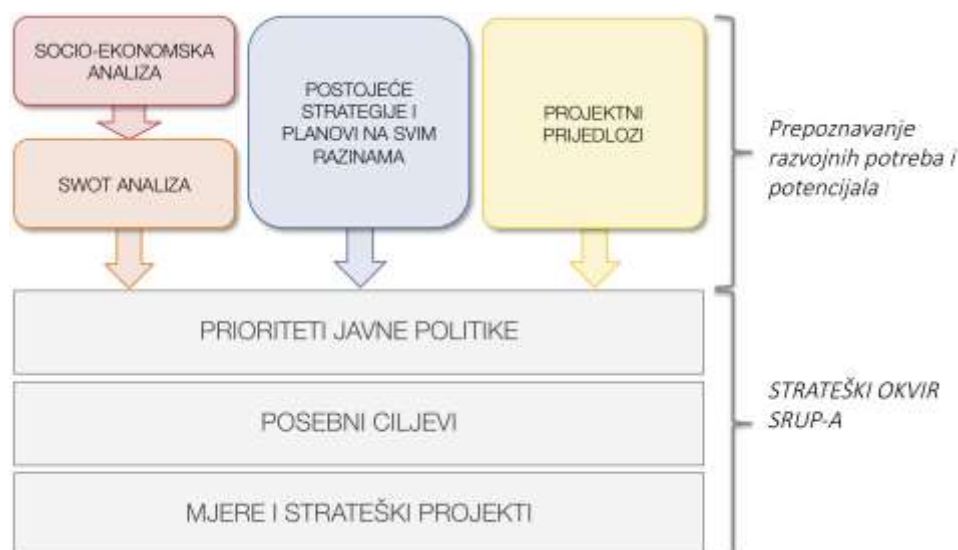 SOCIO-EKONOMSKA
ANALIZA
SWOT ANALIZA
POSTOJEĆE
STRATEGIJE I
PLANOVI NA SVIM
RAZINAMA
PROJEKTNI
PRIJEDLOZI
Prepoznavanje
razvojnih potreba i
potencijala
PRIORITETI JAVNE POLITIKE
POSEBNI CILJEVI
MJERE I STRATEŠKI PROJEKTI
STRATEŠKI OKVIR
SRUP-A